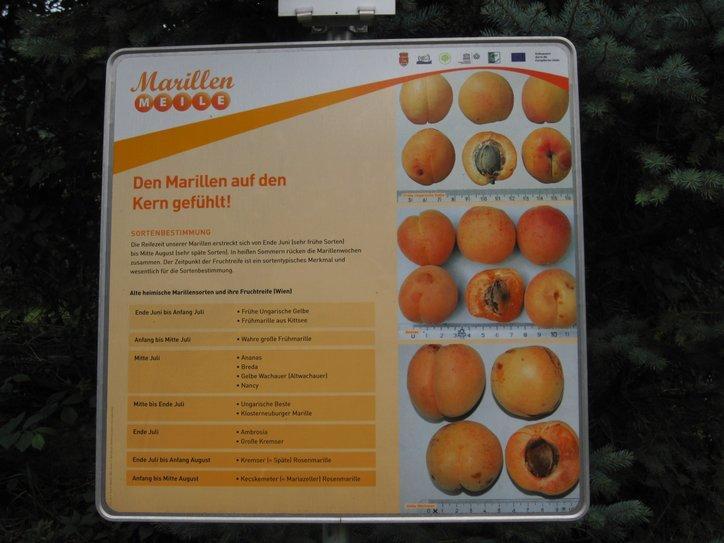 Marillen
MEILE
Den Marillen auf den
Kern gefühlt!
SORTENBESTIMMUNG
Die Reifezeit unserer Marillen erstreckt sich von Ende Juni (sehr frühe Sorten)
bis Mitte August (sehr späte Sorten). In heißen Sommern rücken die Marillenwochen
zusammen. Der Zeitpunkt der Fruchtreife ist ein sortentypisches Merkmal und
wesentlich für die Sortenbestimmung.
Alte heimische Marillensorten und ihre Fruchtreife (Wien)
Ende Juni bis Anfang Juli
• Frühe Ungarische Gelbe
• Frühmarille aus Kittsee
Anfang bis Mitte Juli
• Wahre große Frühmarille
Mitte Juli
• Ananas
• Breda
• Gelbe Wachauer (Altwachauer)
• Nancy
Mitte bis Ende Juli
• Ungarische Beste
• Klosterneuburger Marille
Ende Juli
• Ambrosia
• Große Kremser
Ende Juli bis Anfang August
• Kremser (= Späte) Rosenmarille
Anfang bis Mitte August
• Kecskemeter (= Mariazeller) Rosenmarille